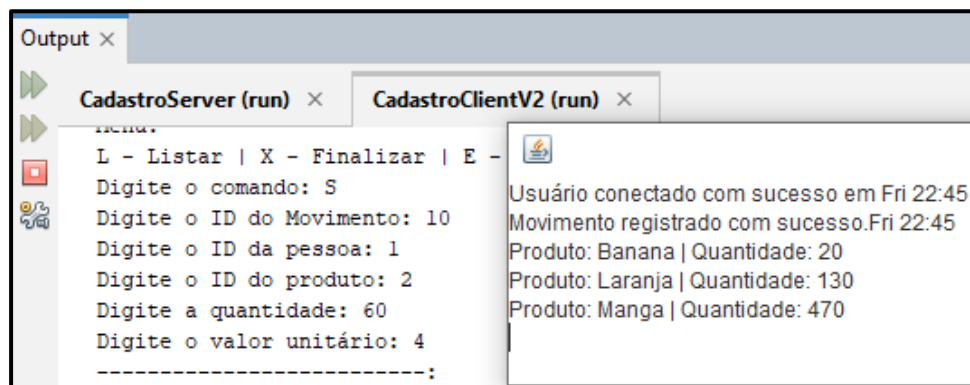 Output
CadastroServer (run)
CadastroClientV2 (run)
L - Listar | X - Finalizar | E -
Digite o comando: S
Digite o ID do Movimento: 10
Digite o ID da pessoa: 1
Digite o ID do produto: 2
Digite a quantidade: 60
Digite o valor unitário: 4
--------------------------:
Usuário conectado com sucesso em Fri 22:45
Movimento registrado com sucesso.Fri 22:45
Produto: Banana | Quantidade: 20
Produto: Laranja | Quantidade: 130
Produto: Manga | Quantidade: 470